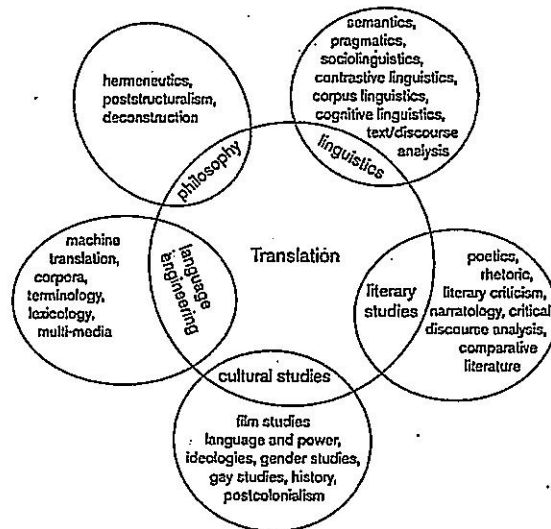 semantics,
pragmatics,
sociolinguistics,
contrastive linguistics,
corpus linguistics,
cognitive linguistics,
text/discourse
analysis
linguistics
hermeneutics,
poststructuralism,
deconstruction
philosophy
Translation
machine
translation,
corpora,
terminology,
lexicology,
multi-media
language
engineering
literary
studies
poetics,
rhetoric,
literary criticism,
narratology, critical
discourse analysis,
comparative
literature
cultural studies
film studies
language and power,
ideologies, gender studies,
gay studies, history,
postcolonialism